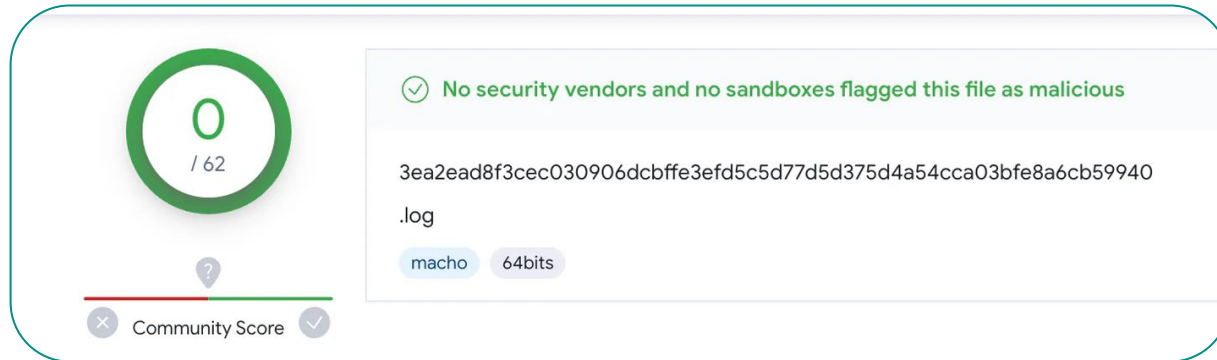 0
/ 62
No security vendors and no sandboxes flagged this file as malicious
3ea2ead8f3cec030906dcbffe3efd5c5d77d5d375d4a54cca03bfe8a6cb59940
.log
macho 64bits
?
Community Score